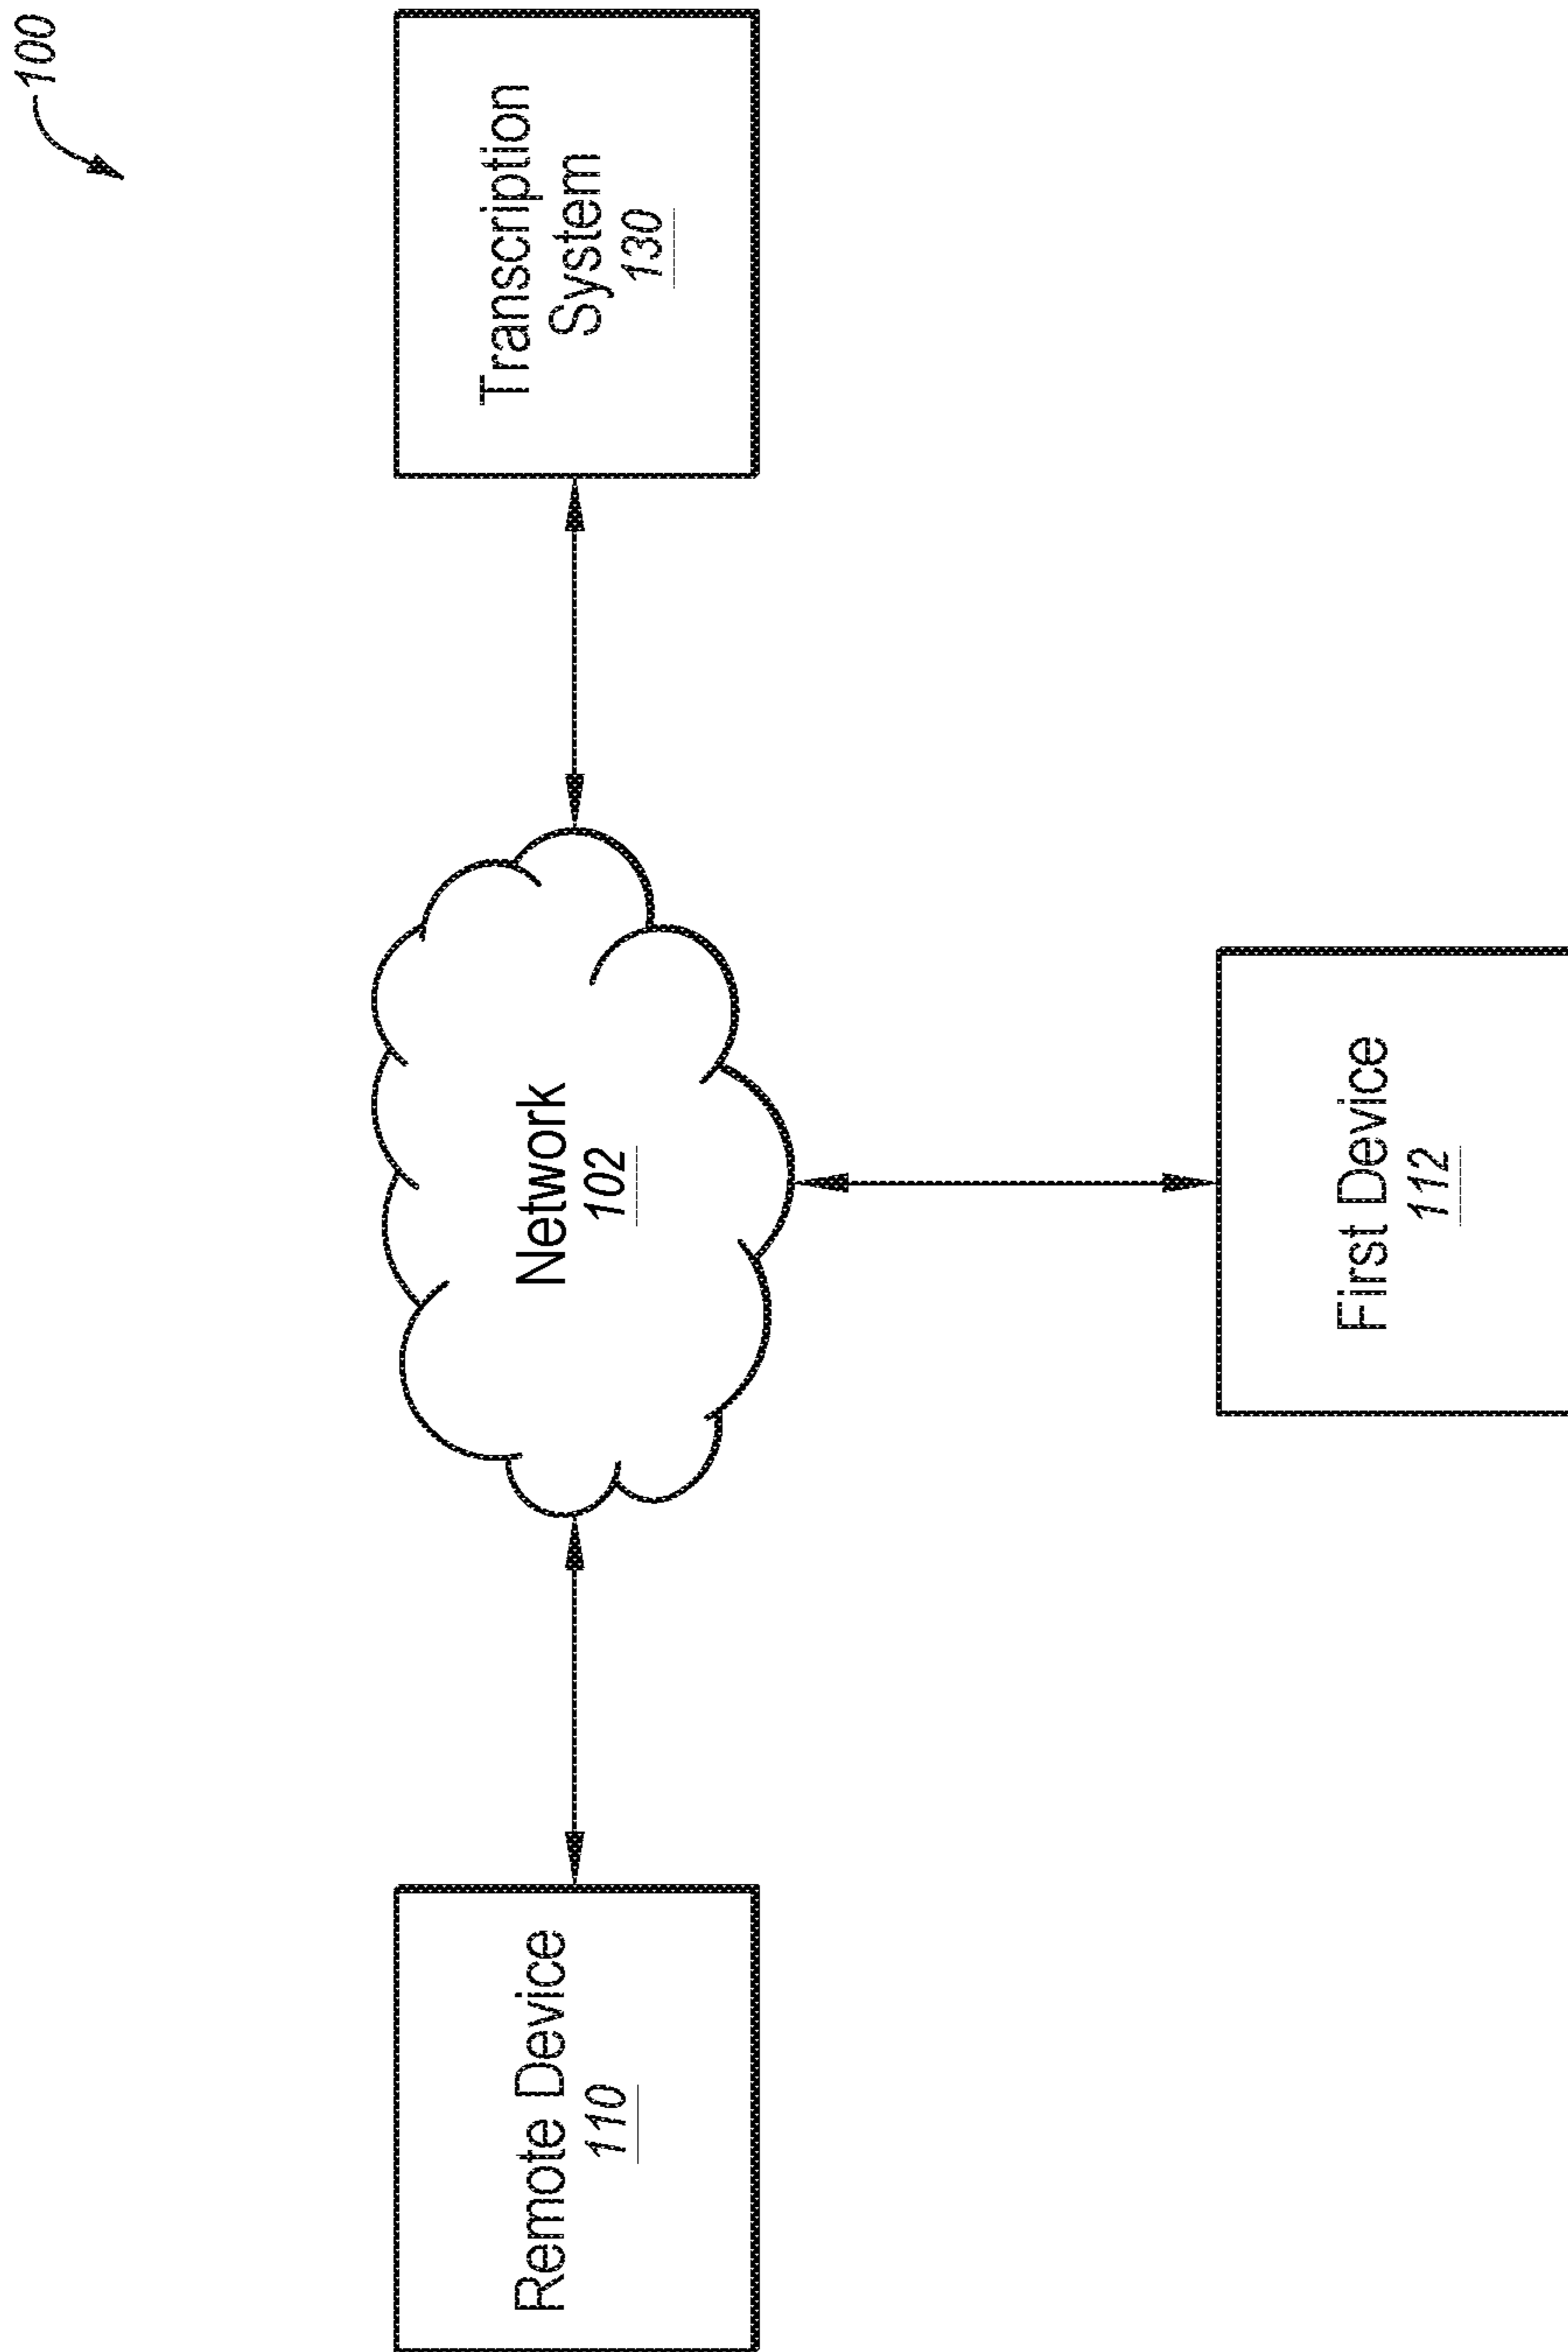 100
Remote Device
110
Network
102
Transcription
System
130
First Device
112